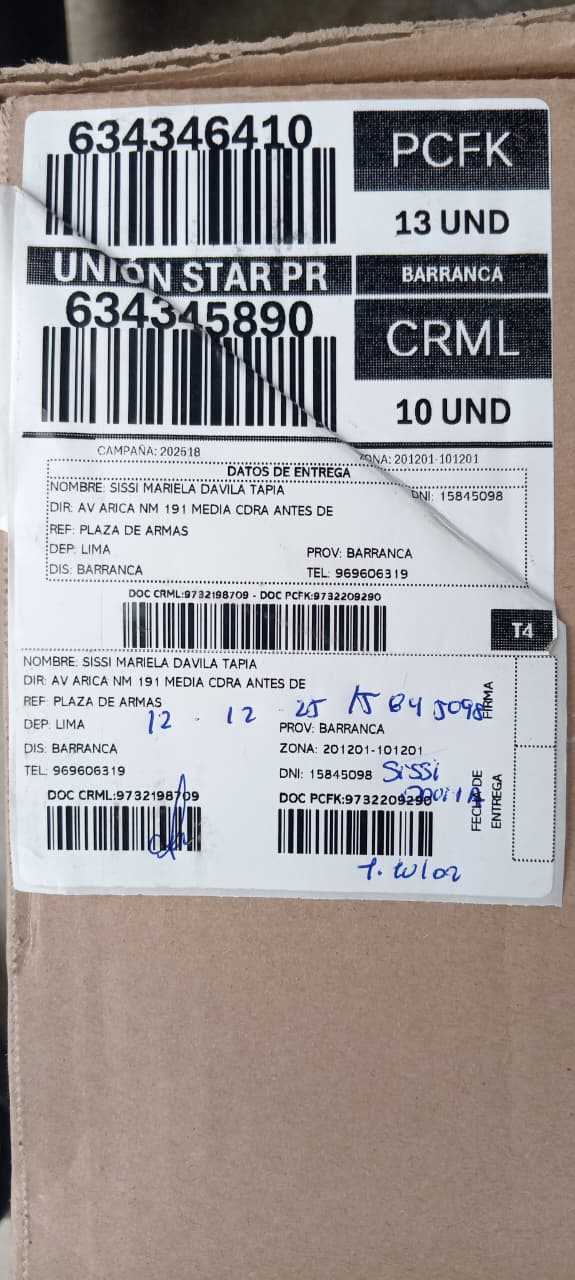 634346410
PCFK
13 UND
UNIÓN STAR PR
BARRANCA
634345890
CRML
10 UND
CAMPAÑA: 202518
ZONA: 201201-101201
DATOS DE ENTREGA
NOMBRE: SISSI MARIELA DAVILA TAPIA
DNI: 15845098
DIR: AV ARICA NM 191 MEDIA CDRA ANTES DE
REF: PLAZA DE ARMAS
DEP: LIMA
PROV: BARRANCA
DIS: BARRANCA
TEL: 969606319
DOC CRML:9732198709 - DOC PCFK:9732209290
T4
NOMBRE: SISSI MARIELA DAVILA TAPIA
DIR: AV ARICA NM 191 MEDIA CDRA ANTES DE
REF: PLAZA DE ARMAS
12 . 12 . 25 15845098
FIRMA
DEP: LIMA
PROV: BARRANCA
DIS: BARRANCA
ZONA: 201201-101201
TEL: 969606319
DNI: 15845098
Sissi
FECHA DE
ENTREGA
DOC CRML:9732198709
DOC PCFK:9732209290